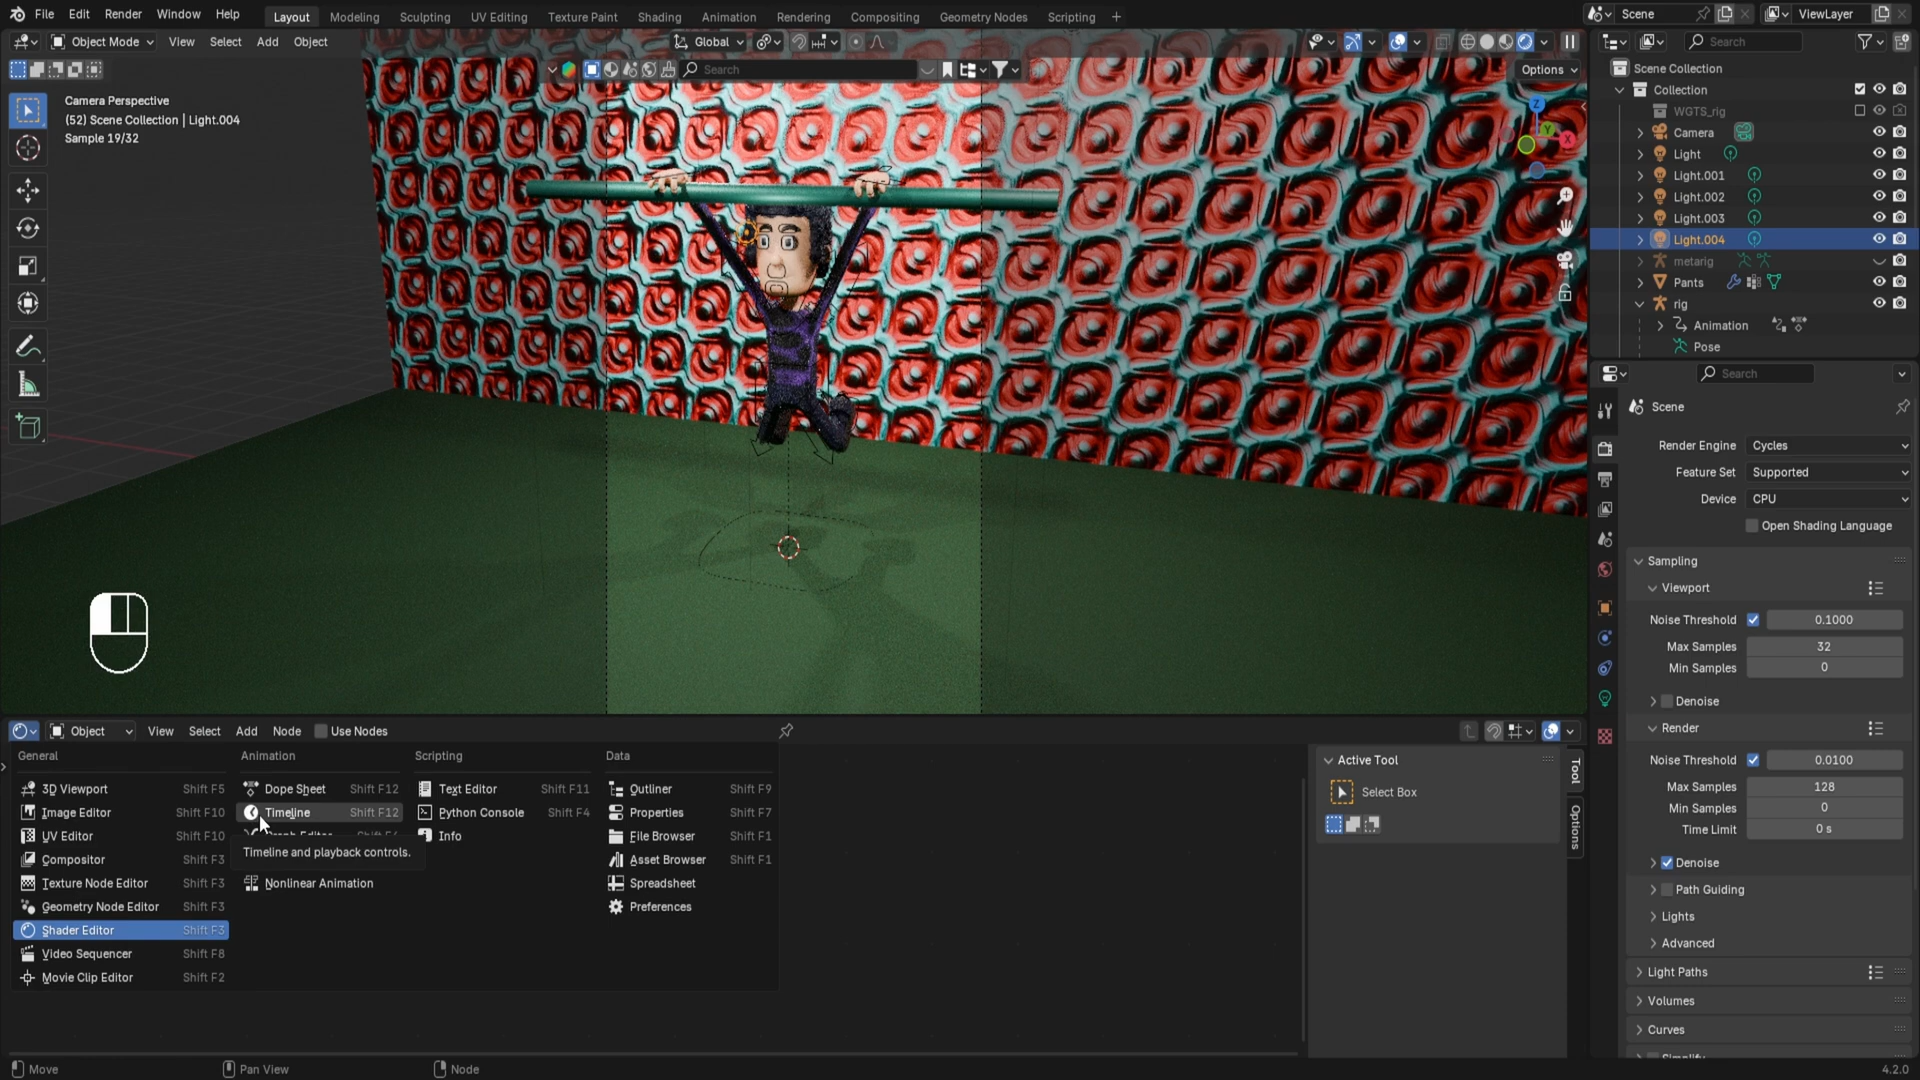 File Edit Render Window Help Layout Modeling Sculpting UV Editing Texture Paint Shading Animation Rendering Compositing Geometry Nodes Scripting + Scene ViewLayer
Object Mode View Select Add Object Global Search
Search Options
Camera Perspective
(52) Scene Collection | Light.004
Sample 19/32
Z
Y
X
Scene Collection
Collection
WGTS_rig
Camera
Light
Light.001
Light.002
Light.003
Light.004
metarig
Pants
rig
Animation
Pose
Search
Scene
Render Engine Cycles
Feature Set Supported
Device CPU
Open Shading Language
Sampling
Viewport
Noise Threshold 0.1000
Max Samples 32
Min Samples 0
Denoise
Render
Noise Threshold 0.0100
Max Samples 128
Min Samples 0
Time Limit 0 s
Denoise
Path Guiding
Lights
Advanced
Light Paths
Volumes
Curves
Object View Select Add Node Use Nodes
General Animation Scripting Data
3D Viewport Shift F5 Dope Sheet Shift F12 Text Editor Shift F11 Outliner Shift F9
Image Editor Shift F10 Timeline Shift F12 Python Console Shift F4 Properties Shift F7
UV Editor Shift F10 Info File Browser Shift F1
Compositor Shift F3 Timeline and playback controls. Asset Browser Shift F1
Texture Node Editor Shift F3 Nonlinear Animation Spreadsheet
Geometry Node Editor Shift F3 Preferences
Shader Editor Shift F3
Video Sequencer Shift F8
Movie Clip Editor Shift F2
Active Tool
Select Box
Tool
Options
Move Pan View Node 4.2.0